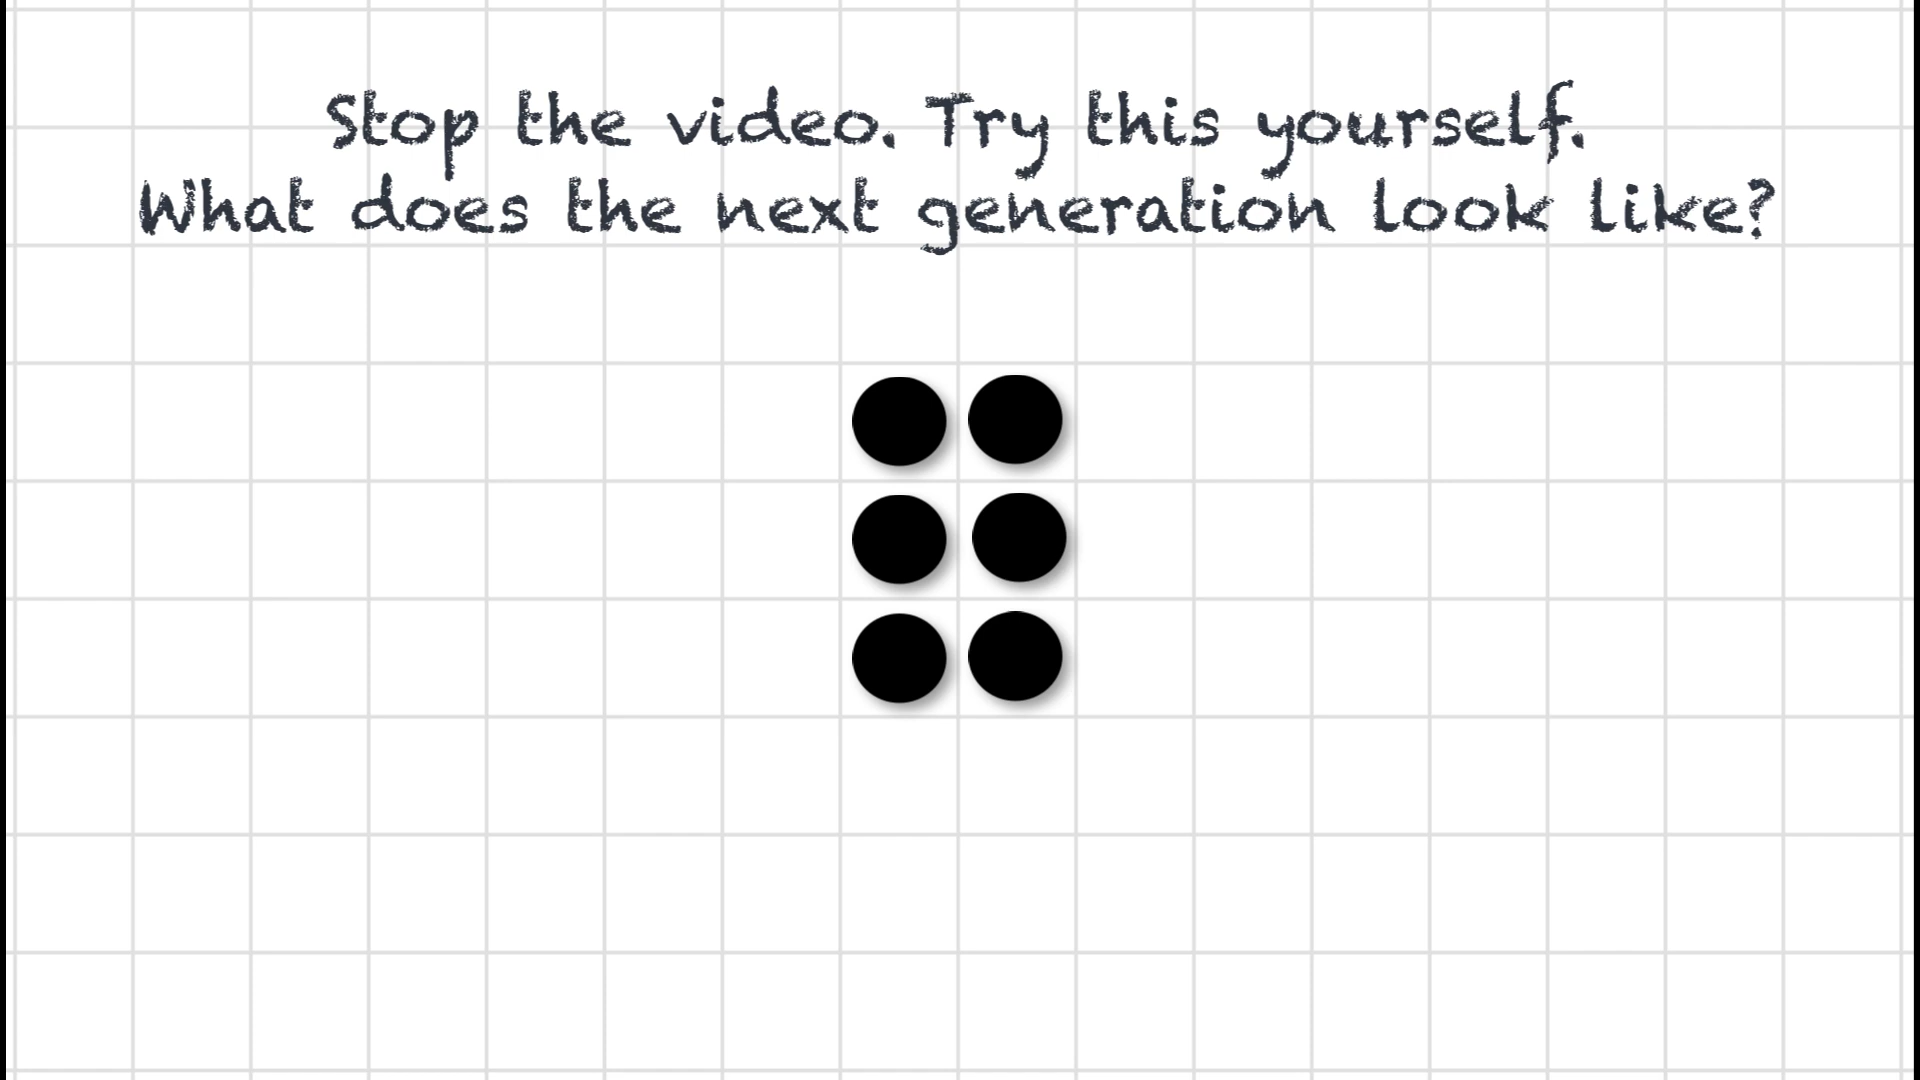 Stop the video. Try this yourself.
What does the next generation look like?